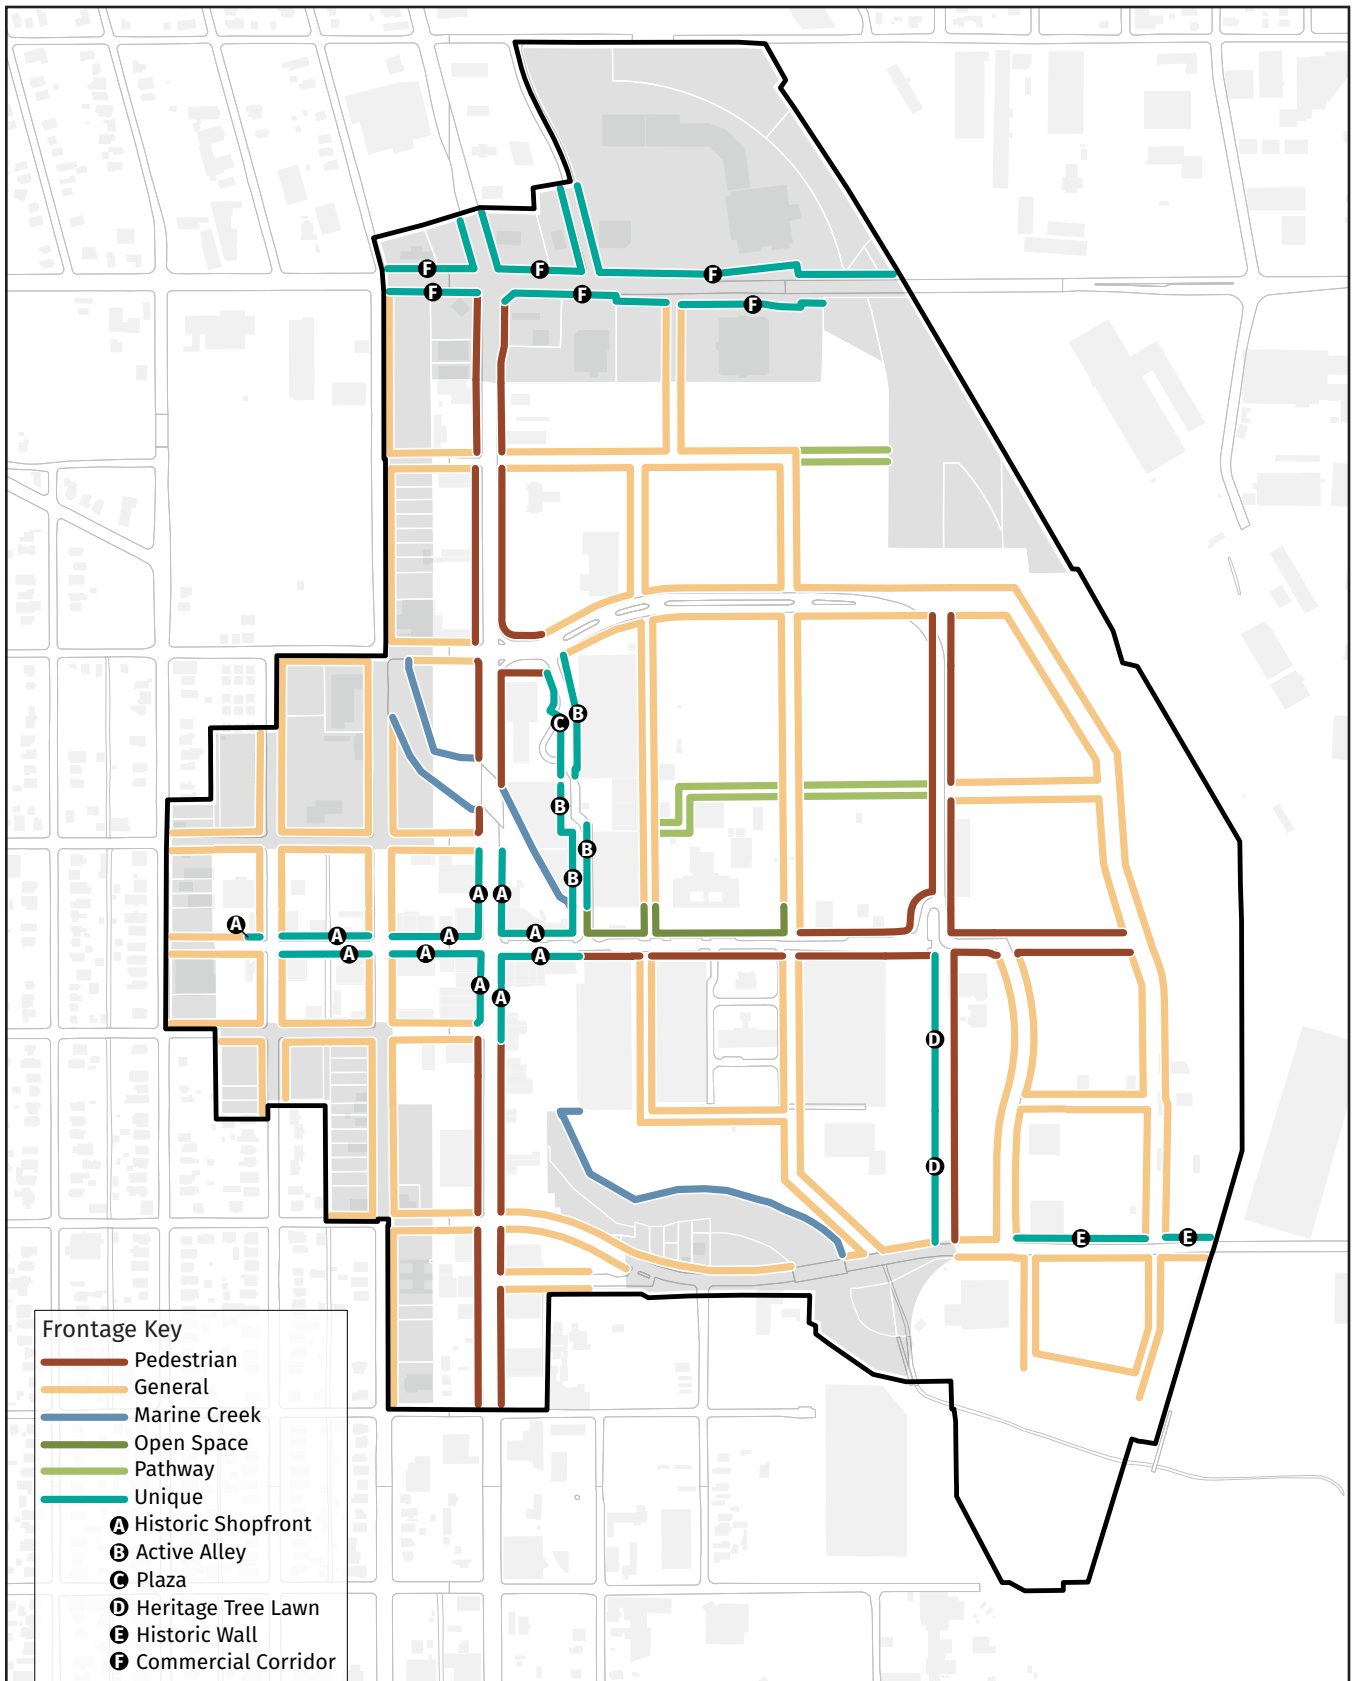 F
F
F
F
F
F
B
C
B
B
B
A
A
A
A
A
A
A
A
A
A
A
D
D
E
E
Frontage Key
Pedestrian
General
Marine Creek
Open Space
Pathway
Unique
A Historic Shopfront
B Active Alley
C Plaza
D Heritage Tree Lawn
E Historic Wall
F Commercial Corridor